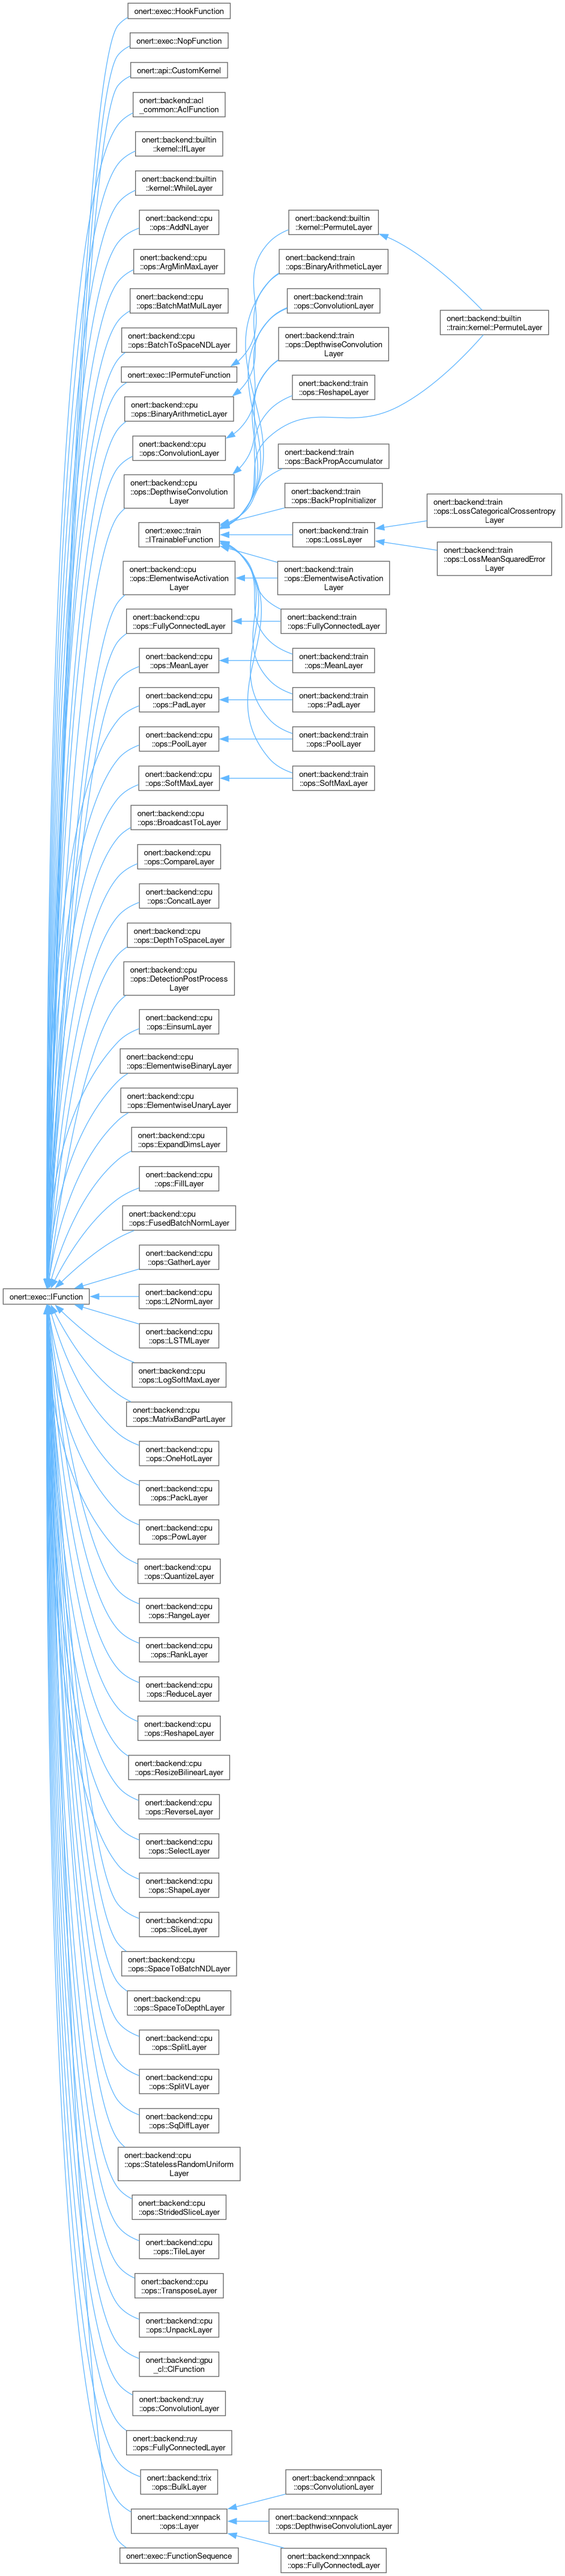 onert::exec::HookFunction
onert::exec::NopFunction
onert::api::CustomKernel
onert::backend::acl
_common::AclFunction
onert::backend::builtin
::kernel::IfLayer
onert::backend::builtin
::kernel::WhileLayer
onert::backend::cpu
::ops::AddNLayer
onert::backend::cpu
::ops::ArgMinMaxLayer
onert::backend::cpu
::ops::BatchMatMulLayer
onert::backend::cpu
::ops::BatchToSpaceNDLayer
onert::exec::IPermuteFunction
onert::backend::cpu
::ops::BinaryArithmeticLayer
onert::backend::cpu
::ops::ConvolutionLayer
onert::backend::cpu
::ops::DepthwiseConvolution
Layer
onert::exec::train
::ITrainableFunction
onert::backend::cpu
::ops::ElementwiseActivation
Layer
onert::backend::cpu
::ops::FullyConnectedLayer
onert::backend::cpu
::ops::MeanLayer
onert::backend::cpu
::ops::PadLayer
onert::backend::cpu
::ops::PoolLayer
onert::backend::cpu
::ops::SoftMaxLayer
onert::backend::builtin
::kernel::PermuteLayer
onert::backend::train
::ops::BinaryArithmeticLayer
onert::backend::train
::ops::ConvolutionLayer
onert::backend::train
::ops::DepthwiseConvolution
Layer
onert::backend::train
::ops::ReshapeLayer
onert::backend::train
::ops::BackPropAccumulator
onert::backend::train
::ops::BackPropInitializer
onert::backend::train
::ops::LossLayer
onert::backend::train
::ops::ElementwiseActivation
Layer
onert::backend::train
::ops::FullyConnectedLayer
onert::backend::train
::ops::MeanLayer
onert::backend::train
::ops::PadLayer
onert::backend::train
::ops::PoolLayer
onert::backend::train
::ops::SoftMaxLayer
onert::backend::builtin
::train::kernel::PermuteLayer
onert::backend::train
::ops::LossCategoricalCrossentropy
Layer
onert::backend::train
::ops::LossMeanSquaredError
Layer
onert::backend::cpu
::ops::BroadcastToLayer
onert::backend::cpu
::ops::CompareLayer
onert::backend::cpu
::ops::ConcatLayer
onert::backend::cpu
::ops::DepthToSpaceLayer
onert::backend::cpu
::ops::DetectionPostProcess
Layer
onert::backend::cpu
::ops::EinsumLayer
onert::backend::cpu
::ops::ElementwiseBinaryLayer
onert::backend::cpu
::ops::ElementwiseUnaryLayer
onert::backend::cpu
::ops::ExpandDimsLayer
onert::backend::cpu
::ops::FillLayer
onert::backend::cpu
::ops::FusedBatchNormLayer
onert::backend::cpu
::ops::GatherLayer
onert::exec::IFunction
onert::backend::cpu
::ops::L2NormLayer
onert::backend::cpu
::ops::LSTMLayer
onert::backend::cpu
::ops::LogSoftMaxLayer
onert::backend::cpu
::ops::MatrixBandPartLayer
onert::backend::cpu
::ops::OneHotLayer
onert::backend::cpu
::ops::PackLayer
onert::backend::cpu
::ops::PowLayer
onert::backend::cpu
::ops::QuantizeLayer
onert::backend::cpu
::ops::RangeLayer
onert::backend::cpu
::ops::RankLayer
onert::backend::cpu
::ops::ReduceLayer
onert::backend::cpu
::ops::ReshapeLayer
onert::backend::cpu
::ops::ResizeBilinearLayer
onert::backend::cpu
::ops::ReverseLayer
onert::backend::cpu
::ops::SelectLayer
onert::backend::cpu
::ops::ShapeLayer
onert::backend::cpu
::ops::SliceLayer
onert::backend::cpu
::ops::SpaceToBatchNDLayer
onert::backend::cpu
::ops::SpaceToDepthLayer
onert::backend::cpu
::ops::SplitLayer
onert::backend::cpu
::ops::SplitVLayer
onert::backend::cpu
::ops::SqDiffLayer
onert::backend::cpu
::ops::StatelessRandomUniform
Layer
onert::backend::cpu
::ops::StridedSliceLayer
onert::backend::cpu
::ops::TileLayer
onert::backend::cpu
::ops::TransposeLayer
onert::backend::cpu
::ops::UnpackLayer
onert::backend::gpu
_cl::ClFunction
onert::backend::ruy
::ops::ConvolutionLayer
onert::backend::ruy
::ops::FullyConnectedLayer
onert::backend::trix
::ops::BulkLayer
onert::backend::xnnpack
::ops::Layer
onert::backend::xnnpack
::ops::ConvolutionLayer
onert::backend::xnnpack
::ops::DepthwiseConvolutionLayer
onert::backend::xnnpack
::ops::FullyConnectedLayer
onert::exec::FunctionSequence